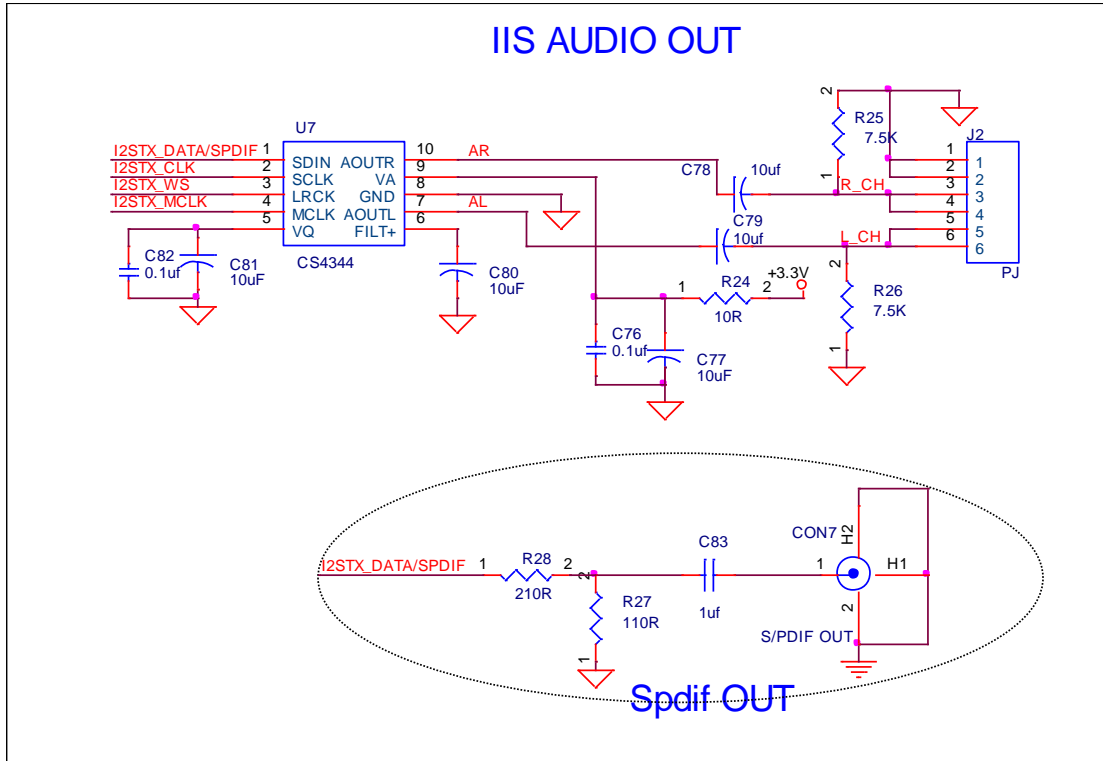 IIS AUDIO OUT
U7
I2STX_DATA/SPDIF 1 SDIN AOUTR 10 AR
I2STX_CLK 2 SCLK VA 9
I2STX_WS 3 LRCK GND 8
I2STX_MCLK 4 MCLK AOUTL 7 AL
5 VQ FILT+ 6
CS4344
C82
0.1uf
C81
10uF
C80
10uF
C78
10uf
C79
10uf
2
R25
7.5K
1
R_CH
L_CH
J2
1 1
2 2
3 3
4 4
5 5
6 6
PJ
1 R24 2
10R
+3.3V
2
R26
7.5K
1
C76
0.1uf
C77
10uF
I2STX_DATA/SPDIF 1 R28 2
210R
2
R27
110R
1
C83
1uf
CON7
H2
1
H1
2
S/PDIF OUT
Spdif OUT